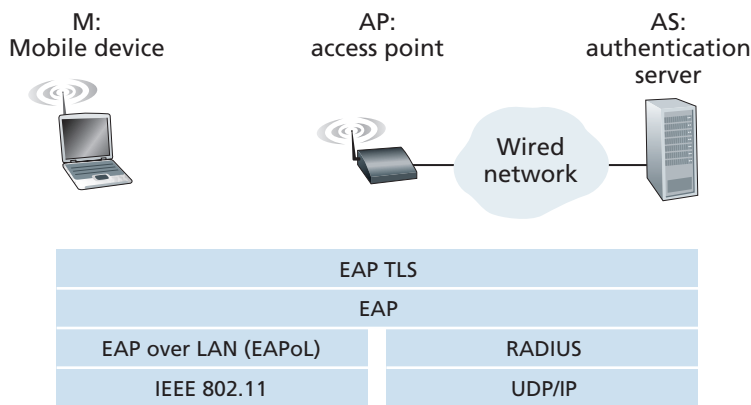 M:
Mobile device
AP:
access point
AS:
authentication
server
Wired
network
EAP TLS
EAP
EAP over LAN (EAPoL)
RADIUS
IEEE 802.11
UDP/IP